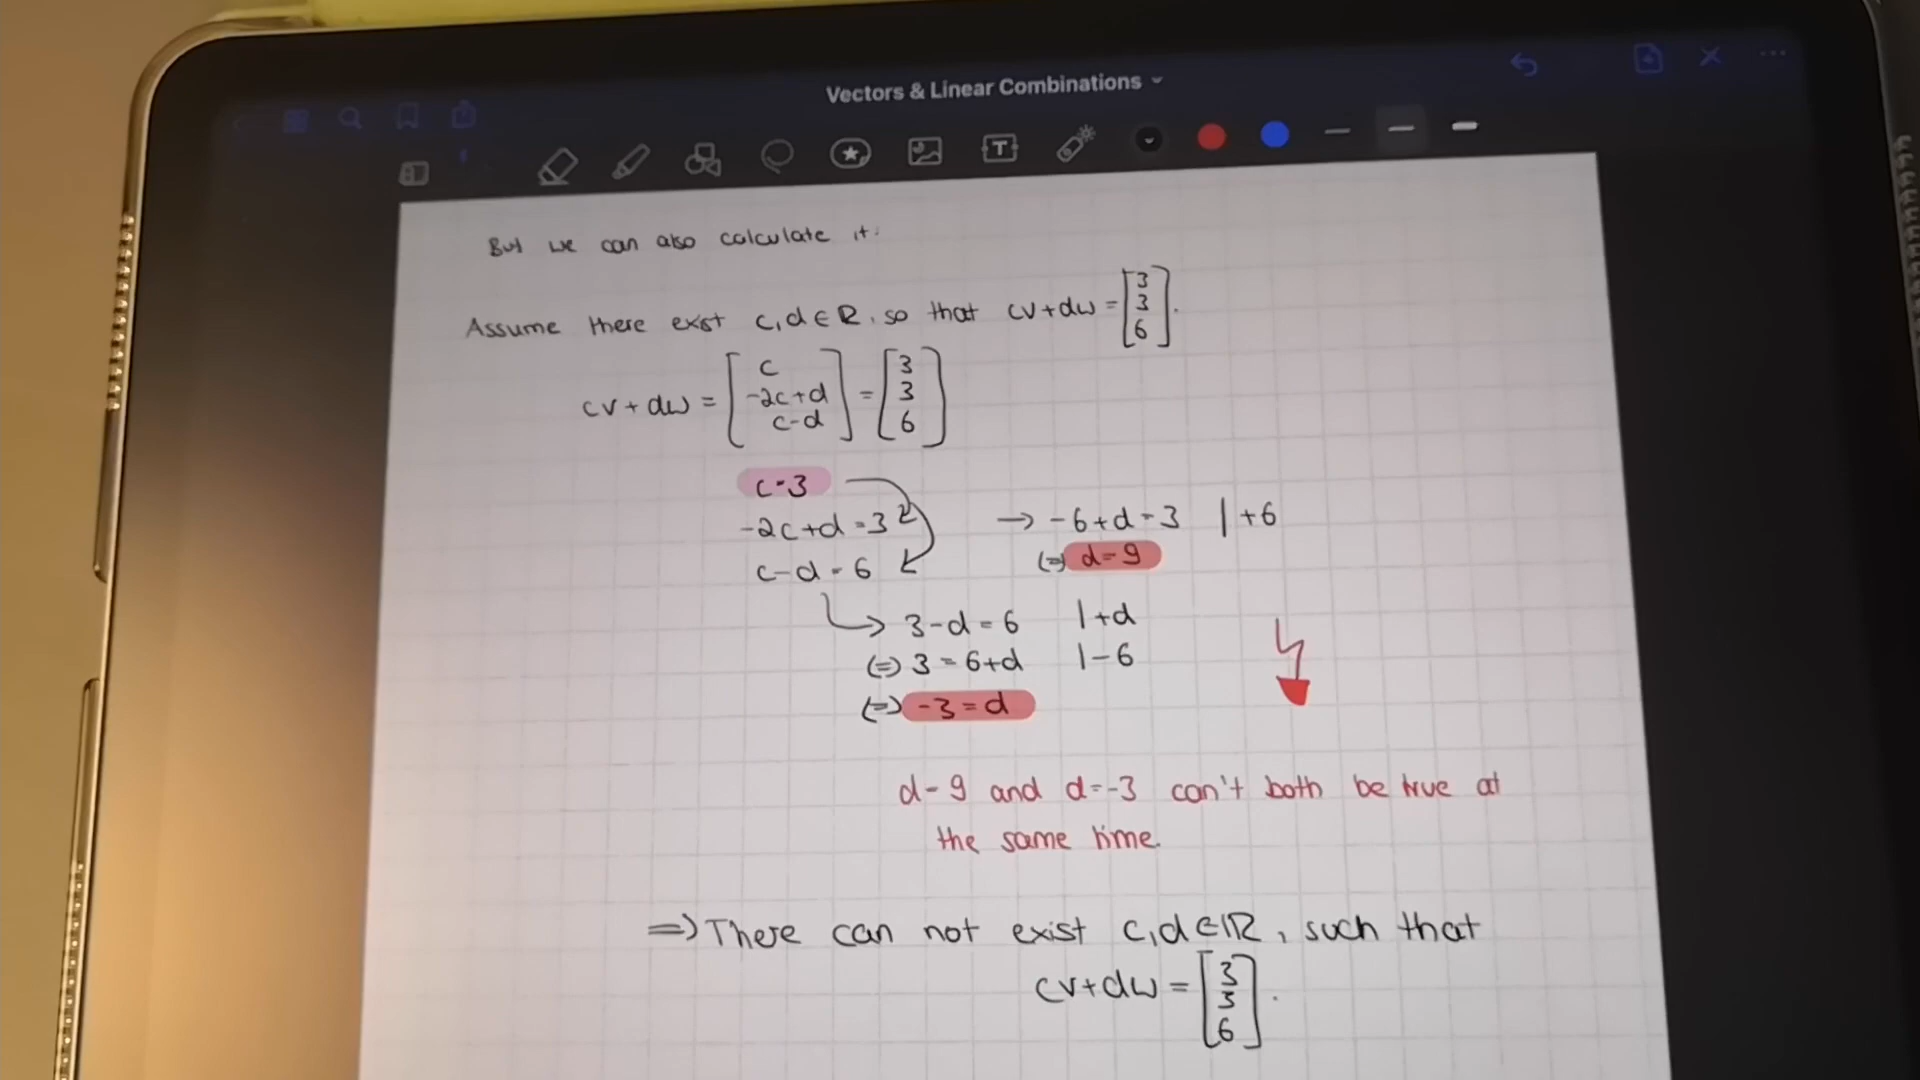 Vectors & Linear Combinations
But we can also calculate it:
Assume there exist c,d ∈ ℝ, so that cv+dw = [3 3 6].
cv+dw = [c -2c+d c-d] = [3 3 6]
c=3
-2c+d=3 → -6+d=3 | +6
c-d=6 (=) d=9
→ 3-d=6 |+d
(=) 3=6+d |-6
(=) -3=d
d=9 and d=-3 can't both be true at
the same time.
⇒ There can not exist c,d ∈ ℝ, such that
cv+dw = [3 3 6].